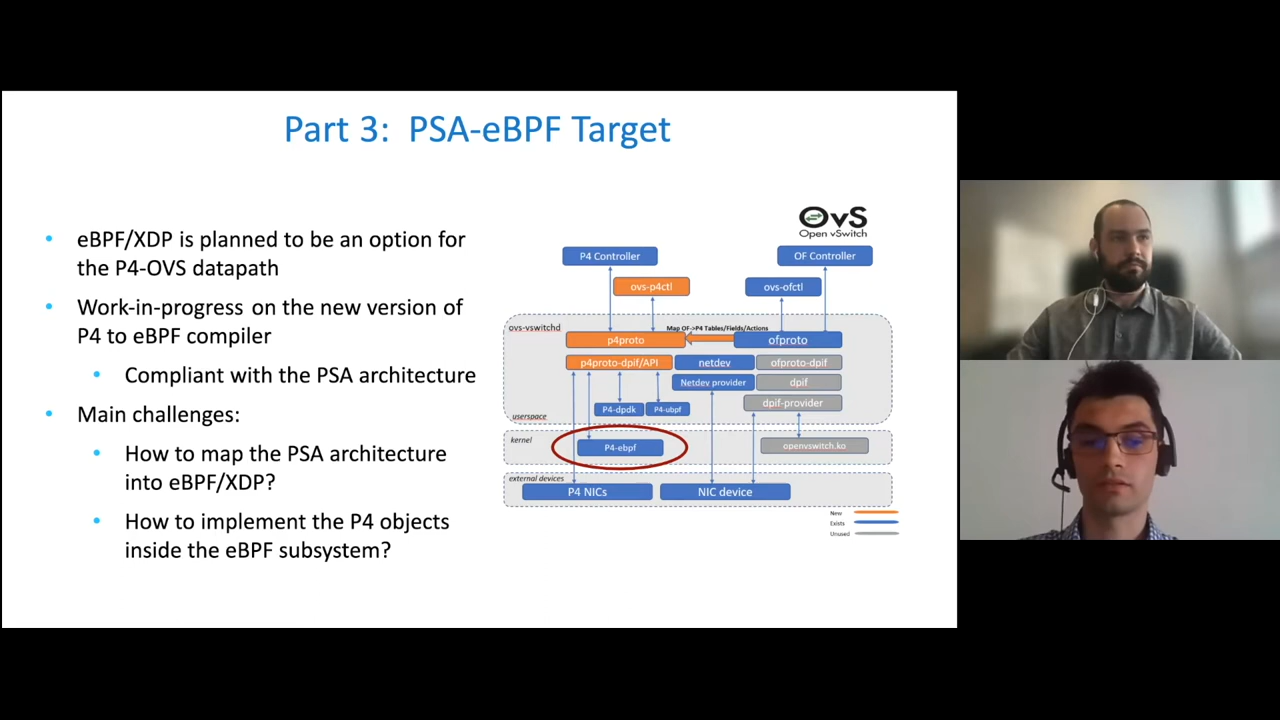 Part 3:  PSA-eBPF Target
• eBPF/XDP is planned to be an option for
the P4-OVS datapath
• Work-in-progress on the new version of
P4 to eBPF compiler
• Compliant with the PSA architecture
• Main challenges:
• How to map the PSA architecture
into eBPF/XDP?
• How to implement the P4 objects
inside the eBPF subsystem?
OvS
Open vSwitch
P4 Controller
OF Controller
ovs-p4ctl
ovs-ofctl
ovs-vswitchd
Map OF->P4 Tables/Fields/Actions
p4proto
ofproto
p4proto-dpif/API
netdev
ofproto-dpif
Netdev provider
dpif
P4-dpdk
P4-ubpf
dpif-provider
userspace
kernel
P4-ebpf
openvswitch.ko
external devices
P4 NICs
NIC device
New
Exists
Unused